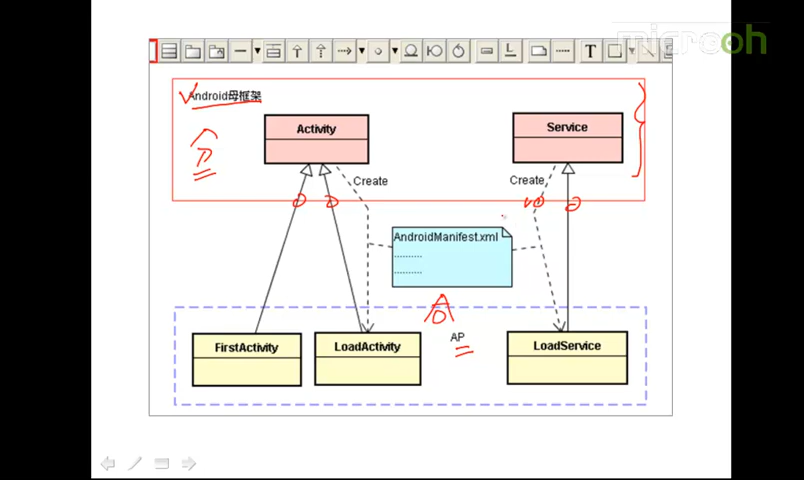 microoh
T
Android母框架
Activity
Service
Create
Create
AndroidManifest.xml
..........
..........
AP
FirstActivity
LoadActivity
LoadService